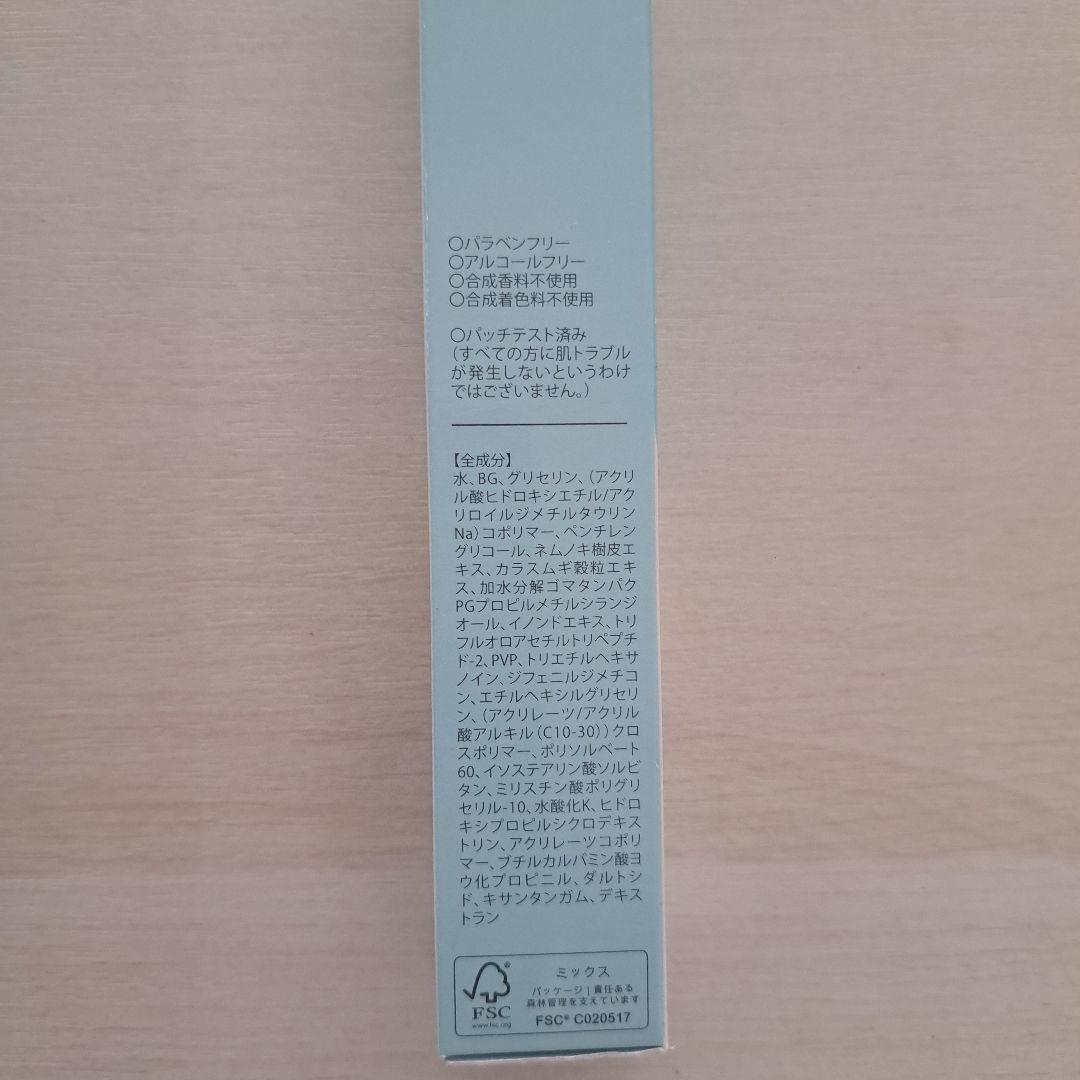 ○パラベンフリー
○アルコールフリー
○合成香料不使用
○合成着色料不使用
○パッチテスト済み
(すべての方に肌トラブル
が発生しないというわけ
ではございません。)
【全成分】
水、BG、グリセリン、(アクリ
ル酸ヒドロキシエチル/アク
リロイルジメチルタウリン
Na)コポリマー、ペンチレン
グリコール、ネムノキ樹皮エ
キス、カラスムギ穀粒エキ
ス、加水分解ゴマタンパク
PGプロピルメチルシランジ
オール、イノンドエキス、トリ
フルオロアセチルトリペプチ
ド-2、PVP、トリエチルヘキサ
ノイン、ジフェニルジメチコ
ン、エチルヘキシルグリセリ
ン、(アクリレーツ/アクリル
酸アルキル(C10-30))クロ
スポリマー、ポリソルベート
60、イソステアリン酸ソルビ
タン、ミリスチン酸ポリグリ
セリル-10、水酸化K、ヒドロ
キシプロピルシクロデキス
トリン、アクリレーツコポリ
マー、ブチルカルバミン酸ヨ
ウ化プロピニル、ダルトシ
ド、キサンタンガム、デキス
トラン
FSC®
www.fsc.org
ミックス
パッケージ | 責任ある
森林管理を支えています
FSC® C020517